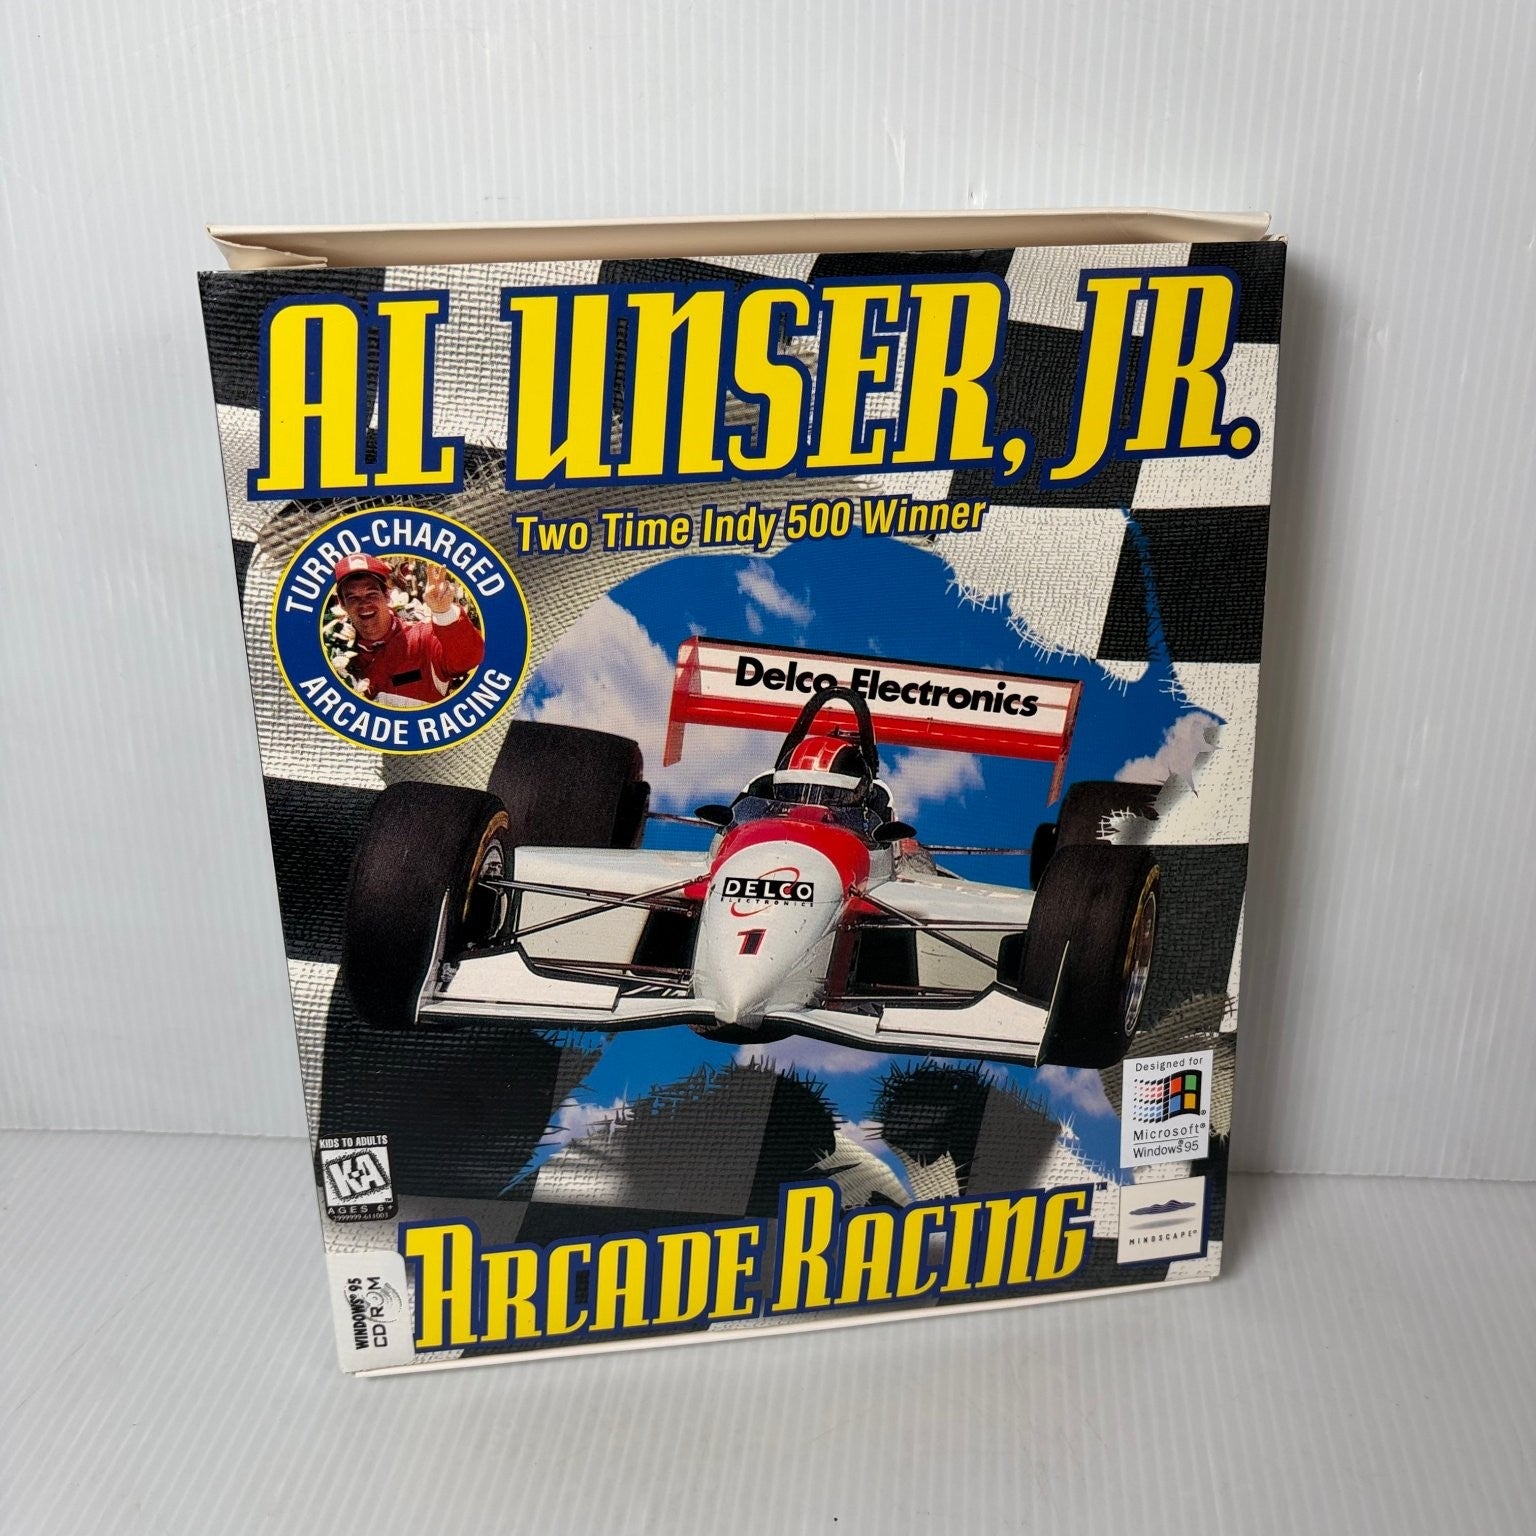 AL UNSER, JR.
Two Time Indy 500 Winner
TURBO-CHARGED
ARCADE RACING
Delco Electronics
DELCO
ELECTRONICS
1
Designed for
Microsoft®
Windows®95
KIDS TO ADULTS
K-A
AGES 6+
MINDSCAPE®
ARCADE RACING™
WINDOWS® 95
CD ROM